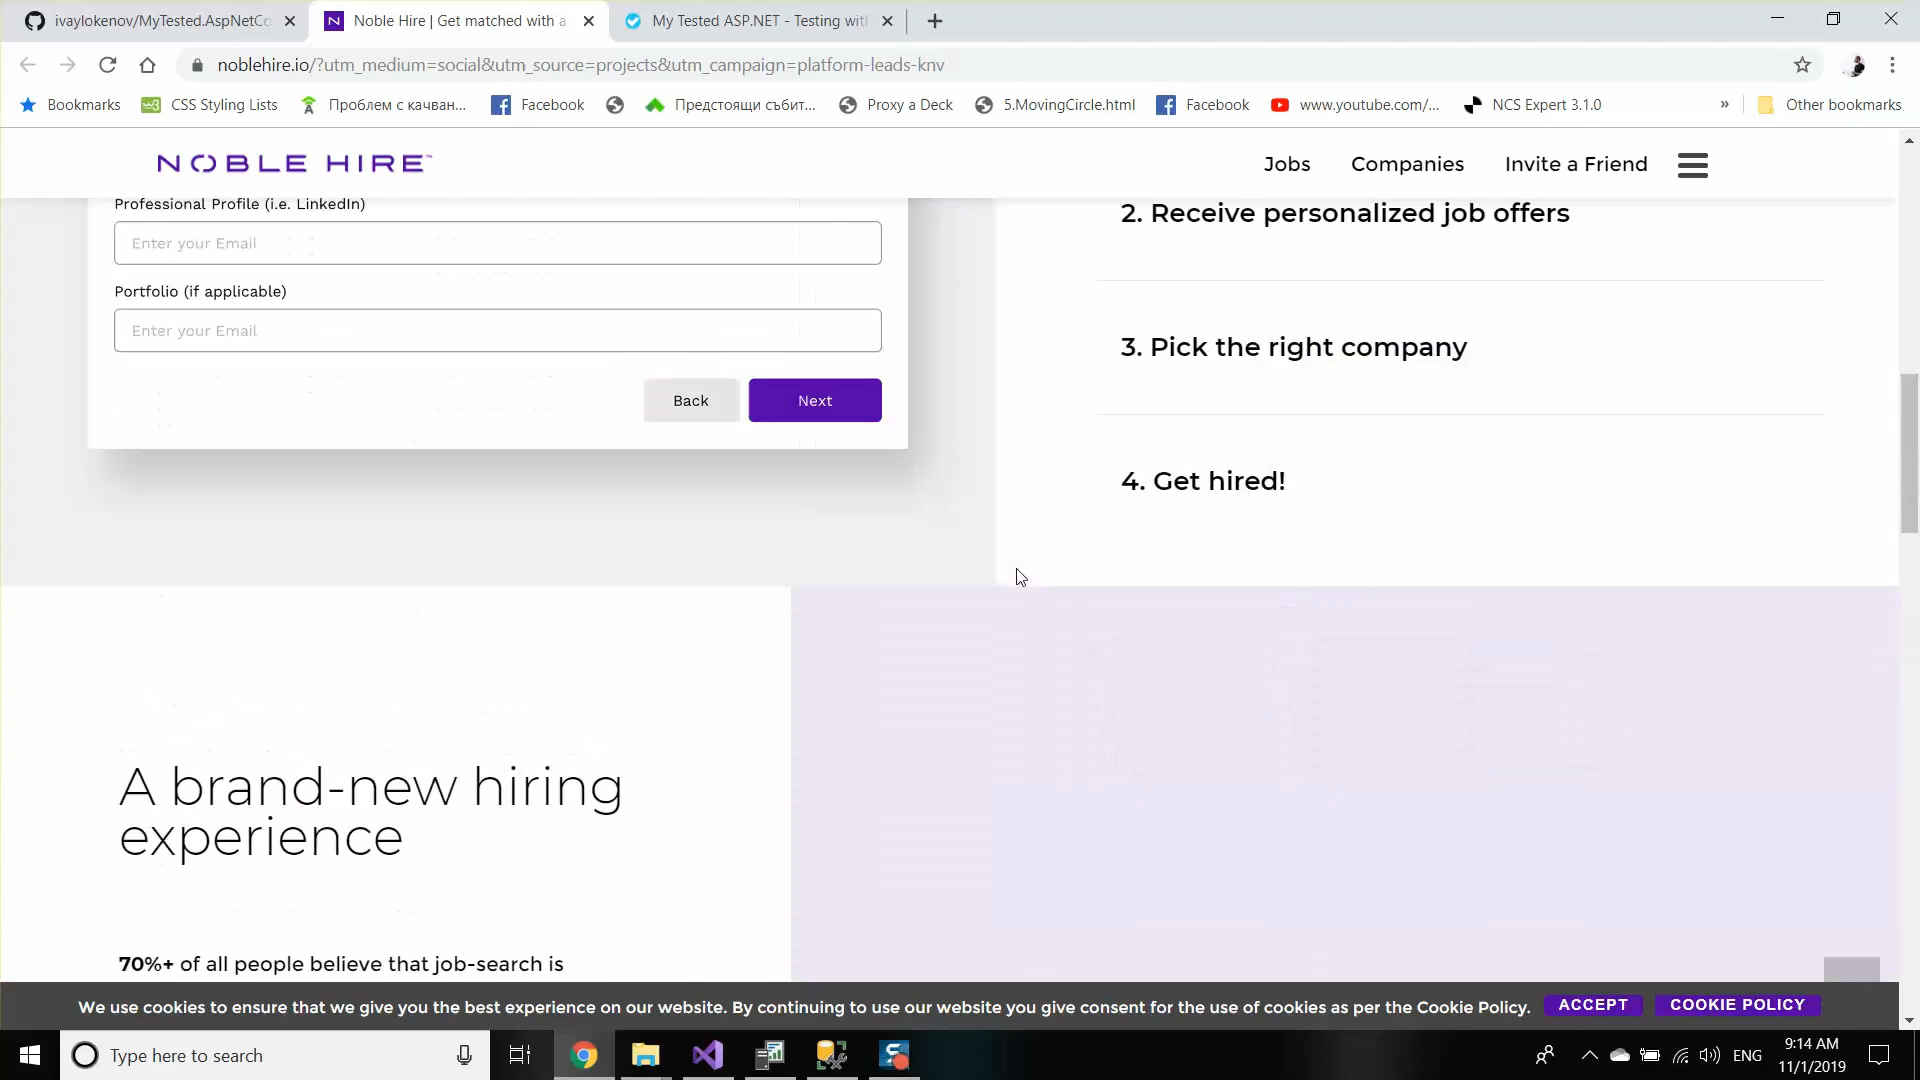 ivaylokenov/MyTested.AspNetCo
Noble Hire | Get matched with a
My Tested ASP.NET - Testing wit
noblehire.io/?utm_medium=social&utm_source=projects&utm_campaign=platform-leads-knv
Bookmarks
CSS Styling Lists
Проблем с качван...
Facebook
Предстоящи събит...
Proxy a Deck
5.MovingCircle.html
Facebook
www.youtube.com/...
NCS Expert 3.1.0
»
Other bookmarks
NOBLE HIRE™
Jobs
Companies
Invite a Friend
Professional Profile (i.e. LinkedIn)
Enter your Email
Portfolio (if applicable)
Enter your Email
Back
Next
2. Receive personalized job offers
3. Pick the right company
4. Get hired!
A brand-new hiring
experience
70%+ of all people believe that job-search is
We use cookies to ensure that we give you the best experience on our website. By continuing to use our website you give consent for the use of cookies as per the Cookie Policy.
ACCEPT
COOKIE POLICY
Type here to search
ENG
9:14 AM
11/1/2019